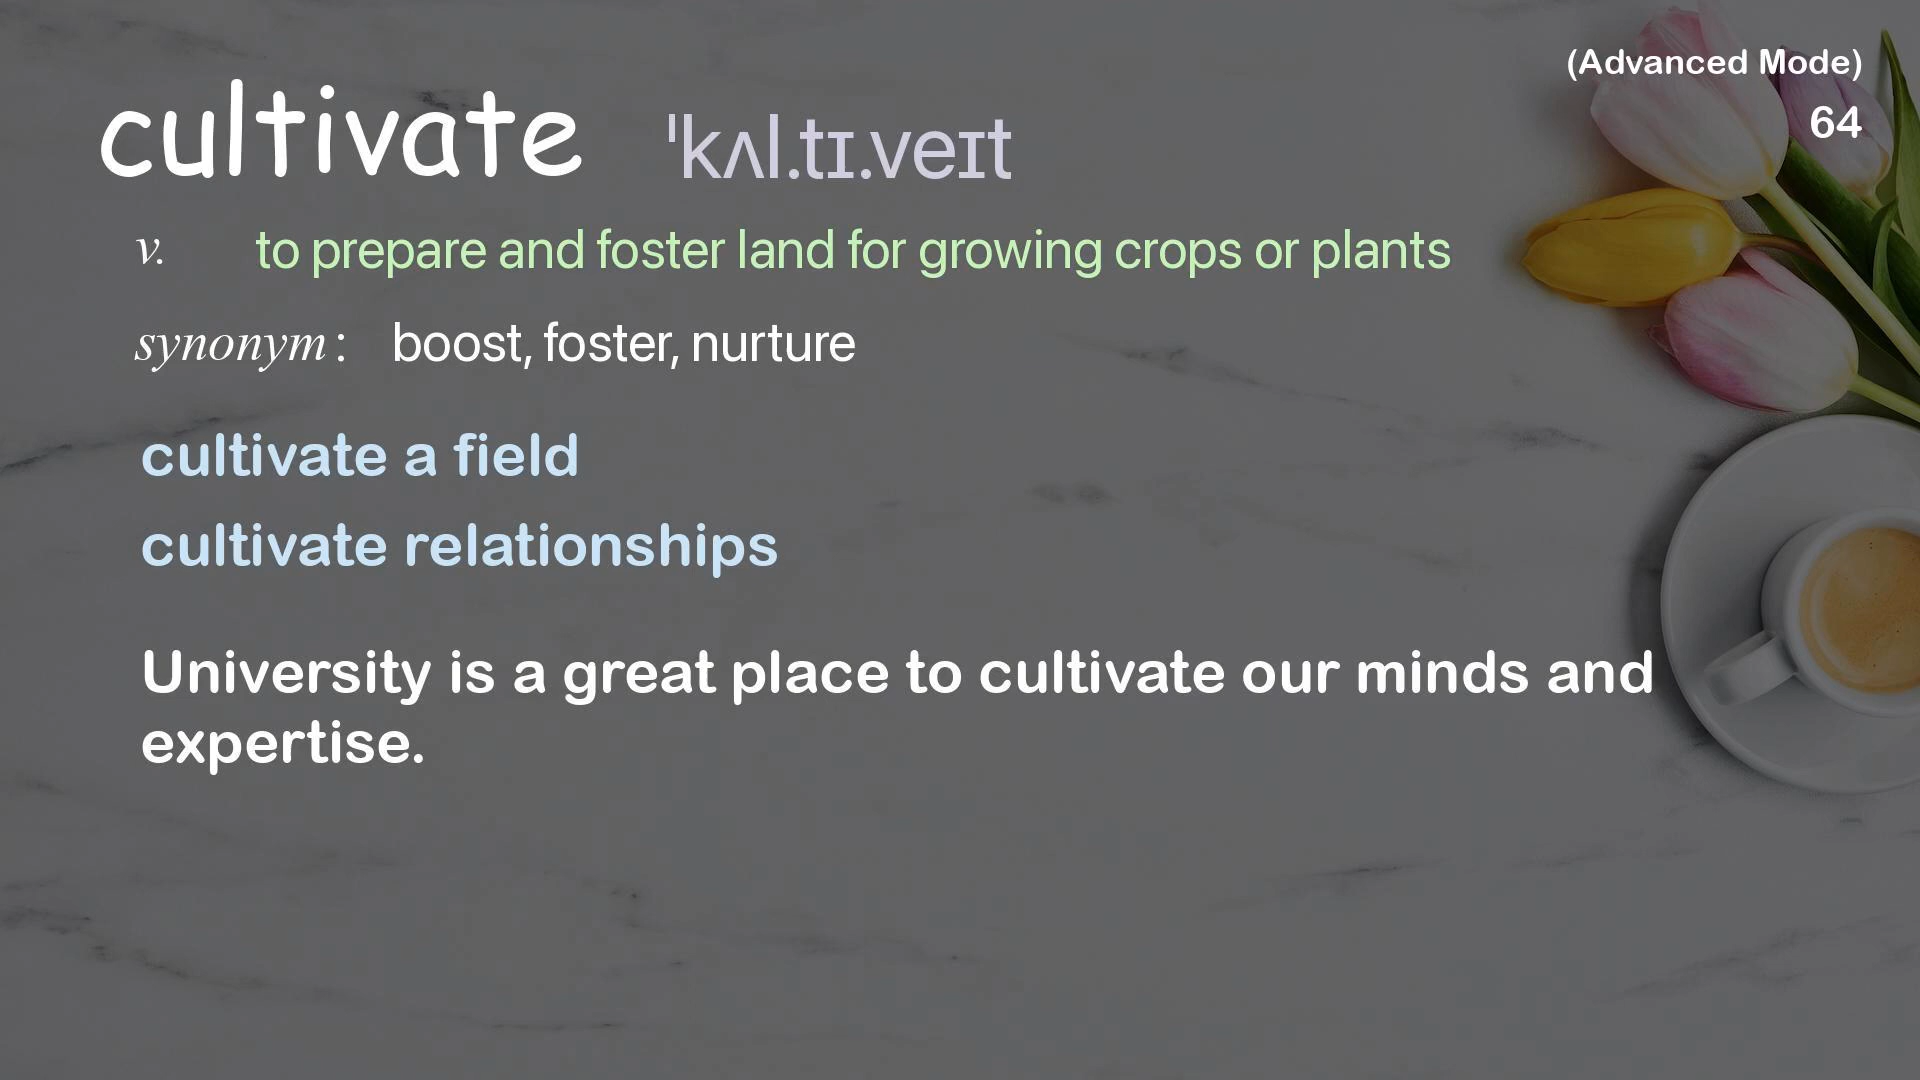 (Advanced Mode)
64
cultivate ˈkʌl.tɪ.veɪt
v. to prepare and foster land for growing crops or plants
synonym : boost, foster, nurture
cultivate a field
cultivate relationships
University is a great place to cultivate our minds and
expertise.